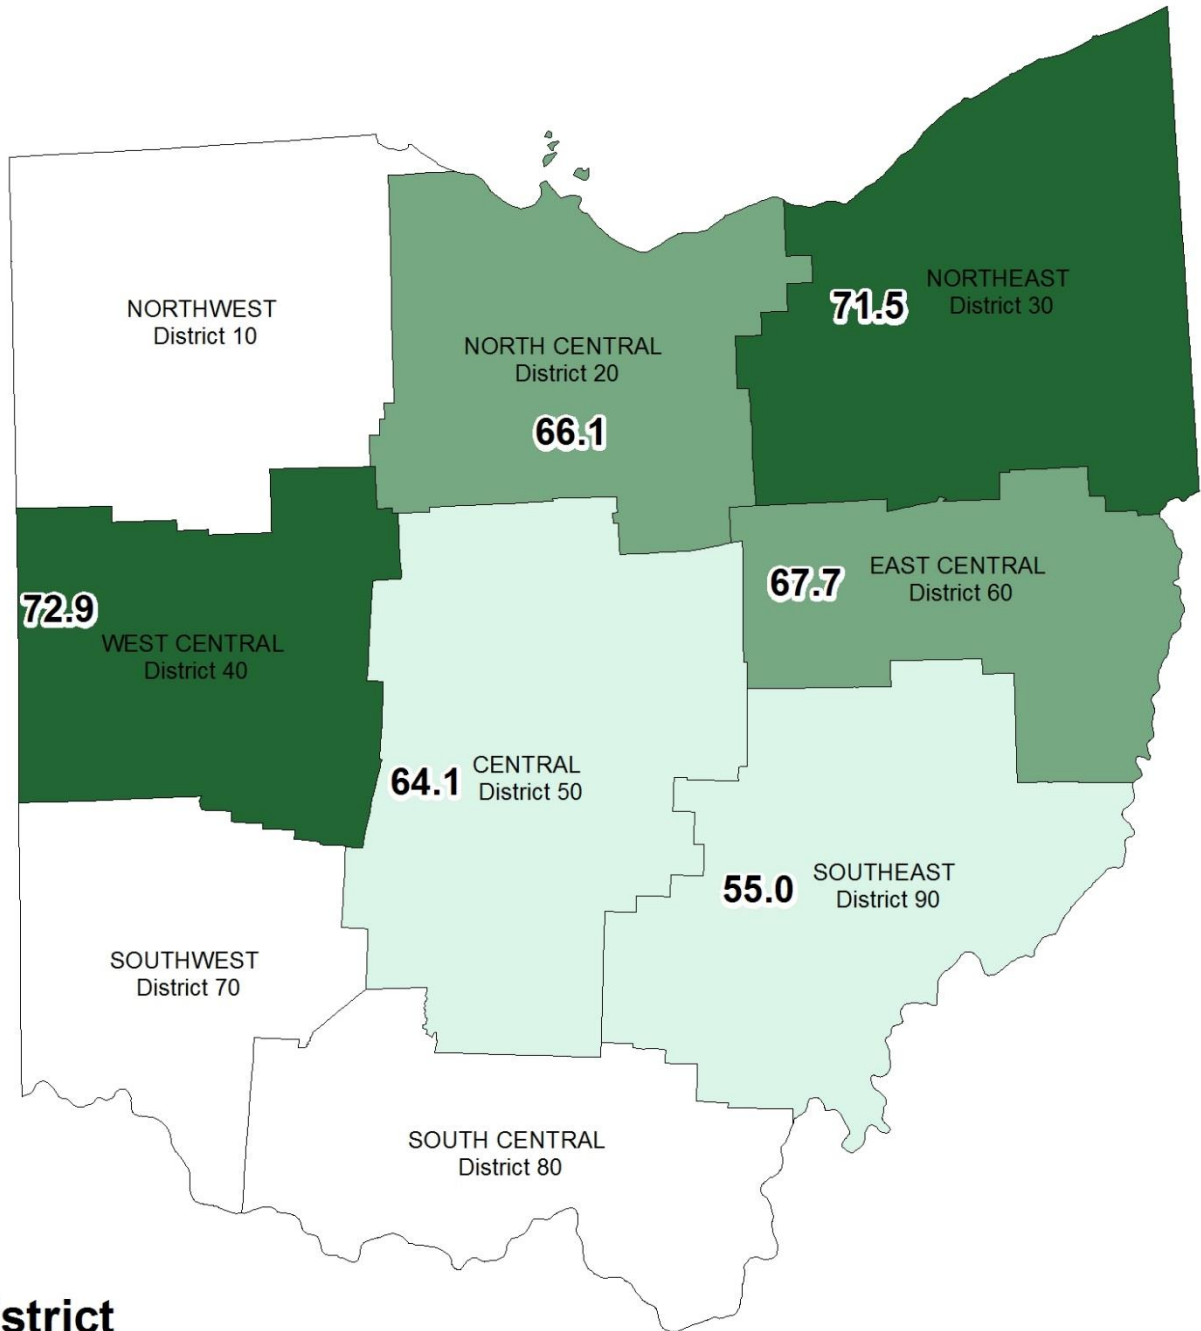 NORTHWEST
District 10
NORTH CENTRAL
District 20
66.1
71.5
NORTHEAST
District 30
72.9
WEST CENTRAL
District 40
67.7
EAST CENTRAL
District 60
64.1
CENTRAL
District 50
55.0
SOUTHEAST
District 90
SOUTHWEST
District 70
SOUTH CENTRAL
District 80
strict